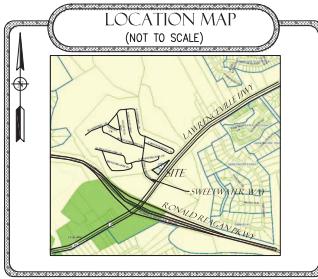 LOCATION MAP
(NOT TO SCALE)
LAWRENCEVILLE HWY
SITE
SWEETWATER WAY
RONALD REAGAN PKWY